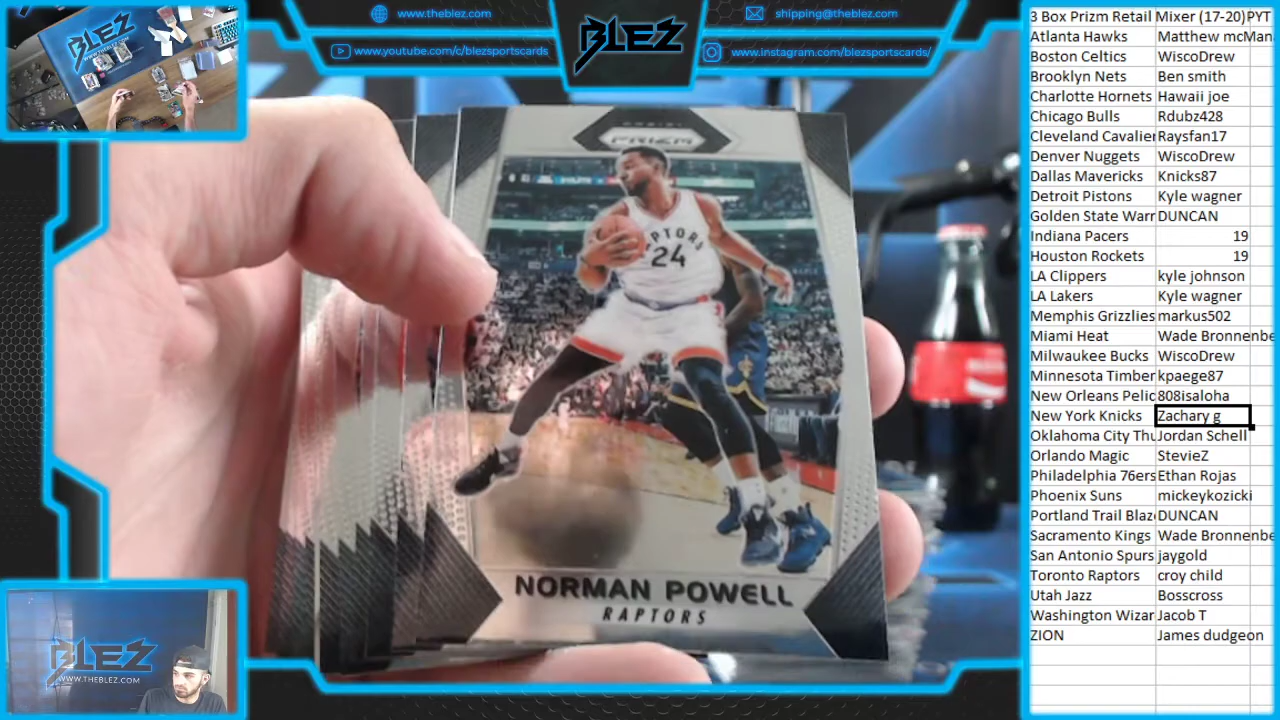 www.theblez.com
www.youtube.com/c/blezsportscards
BLEZ
shipping@theblez.com
www.instagram.com/blezsportscards/
PRIZM
RAPTORS
24
NORMAN POWELL
RAPTORS
BLEZ
WWW.THEBLEZ.COM
3 Box Prizm Retail Mixer (17-20)PYT
Atlanta Hawks Matthew mcMan
Boston Celtics WiscoDrew
Brooklyn Nets Ben smith
Charlotte Hornets Hawaii joe
Chicago Bulls Rdubz428
Cleveland Cavalier Raysfan17
Denver Nuggets WiscoDrew
Dallas Mavericks Knicks87
Detroit Pistons Kyle wagner
Golden State Warr DUNCAN
Indiana Pacers 19
Houston Rockets 19
LA Clippers kyle johnson
LA Lakers Kyle wagner
Memphis Grizzlies markus502
Miami Heat Wade Bronnenbe
Milwaukee Bucks WiscoDrew
Minnesota Timber kpaege87
New Orleans Pelic 808isaloha
New York Knicks Zachary g
Oklahoma City Thu Jordan Schell
Orlando Magic StevieZ
Philadelphia 76ers Ethan Rojas
Phoenix Suns mickeykozicki
Portland Trail Blaz DUNCAN
Sacramento Kings Wade Bronnenbe
San Antonio Spurs jaygold
Toronto Raptors croy child
Utah Jazz Bosscross
Washington Wizar Jacob T
ZION James dudgeon